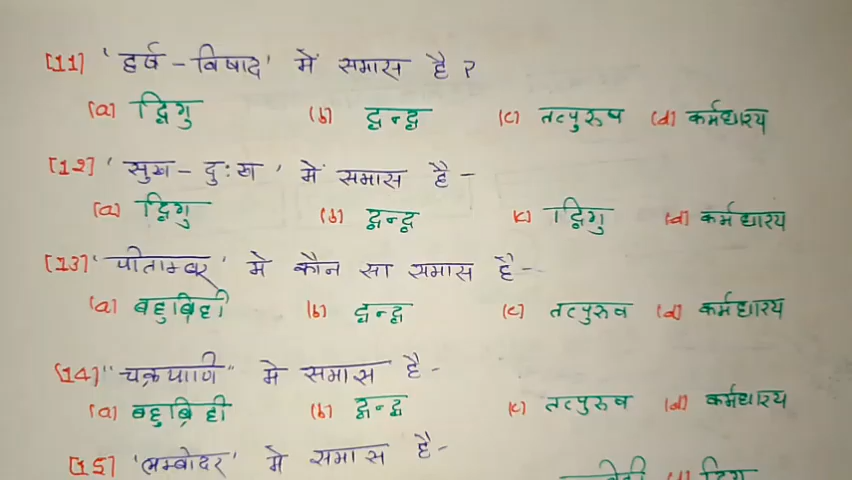 [11] 'हर्ष - विषाद' में समास है ?
(a) द्विगु (b) द्वन्द्व (c) तत्पुरुष (d) कर्मधारय
[12] 'सुख - दुःख' में समास है -
(a) द्विगु (b) द्वन्द्व (c) द्विगु (d) कर्मधारय
[13] 'पीताम्बर' मे कौन सा समास है -
(a) बहुब्रिही (b) द्वन्द्व (c) तत्पुरुष (d) कर्मधारय
[14] "चक्रपाणि" मे समास है -
(a) बहुब्रिही (b) द्वन्द्व (c) तत्पुरुष (d) कर्मधारय
[15] 'लम्बोदर' मे समास है -